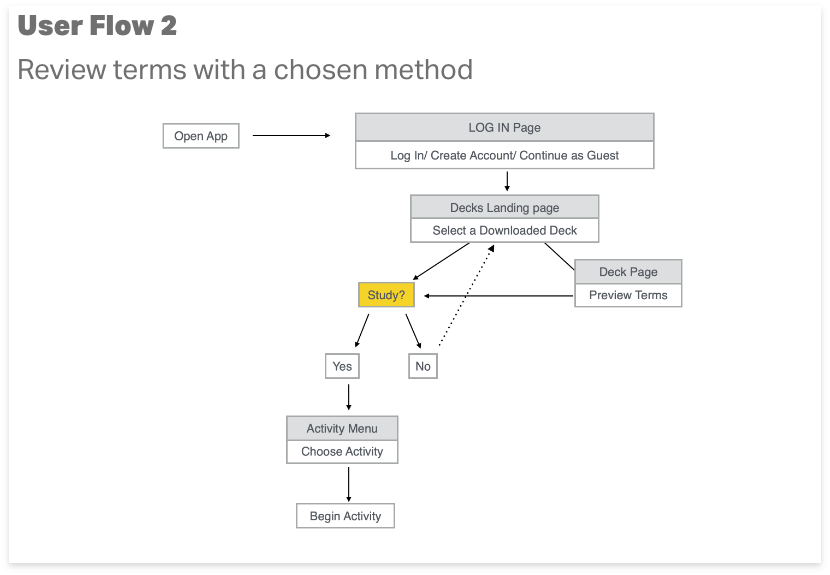 User Flow 2
Review terms with a chosen method
Open App
LOG IN Page
Log In/ Create Account/ Continue as Guest
Decks Landing page
Select a Downloaded Deck
Deck Page
Preview Terms
Study?
Yes
No
Activity Menu
Choose Activity
Begin Activity